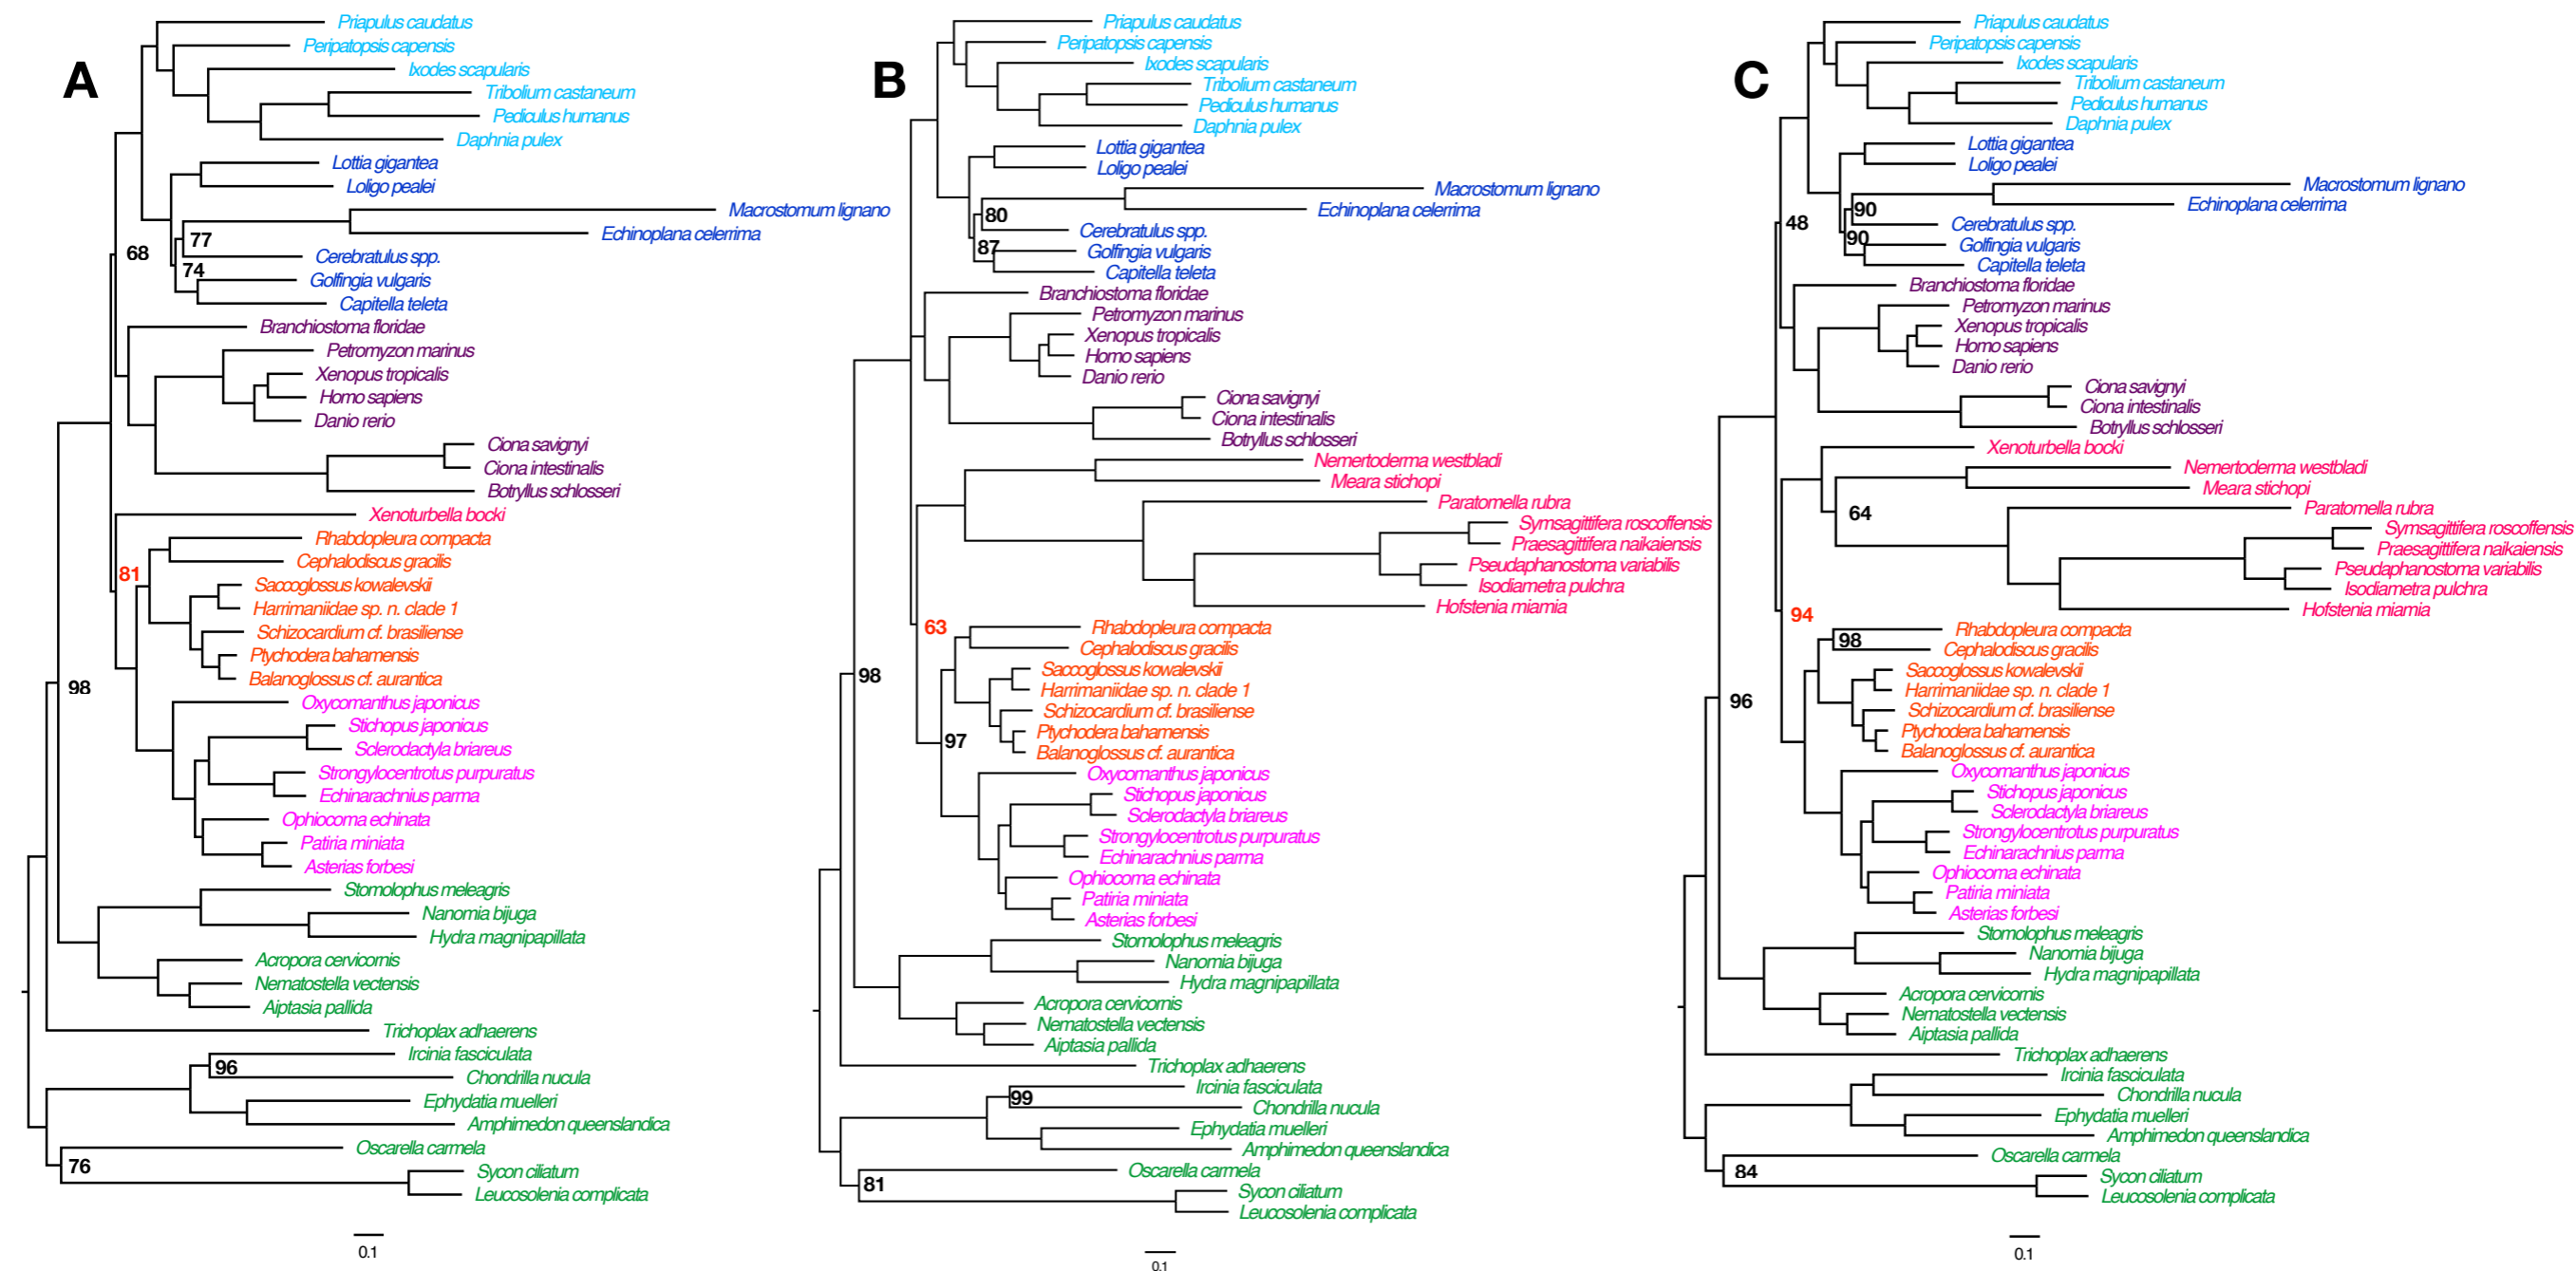 A
Priapulus caudatus
Peripatopsis capensis
Ixodes scapularis
Tribolium castaneum
Pediculus humanus
Daphnia pulex
Lottia gigantea
Loligo pealei
Macrostomum lignano
Echinoplana celerrima
77
68
Cerebratulus spp.
74
Golfingia vulgaris
Capitella teleta
Branchiostoma floridae
Petromyzon marinus
Xenopus tropicalis
Homo sapiens
Danio rerio
Ciona savignyi
Ciona intestinalis
Botryllus schlosseri
Xenoturbella bocki
Rhabdopleura compacta
Cephalodiscus gracilis
81
Saccoglossus kowalevskii
Harrimaniidae sp. n. clade 1
Schizocardium cf. brasiliense
Ptychodera bahamensis
Balanoglossus cf. aurantica
98
Oxycomanthus japonicus
Stichopus japonicus
Sclerodactyla briareus
Strongylocentrotus purpuratus
Echinarachnius parma
Ophiocoma echinata
Patiria miniata
Asterias forbesi
Stomolophus meleagris
Nanomia bijuga
Hydra magnipapillata
Acropora cervicornis
Nematostella vectensis
Aiptasia pallida
Trichoplax adhaerens
Ircinia fasciculata
96
Chondrilla nucula
Ephydatia muelleri
Amphimedon queenslandica
Oscarella carmela
76
Sycon ciliatum
Leucosolenia complicata
0.1
B
Priapulus caudatus
Peripatopsis capensis
Ixodes scapularis
Tribolium castaneum
Pediculus humanus
Daphnia pulex
Lottia gigantea
Loligo pealei
Macrostomum lignano
Echinoplana celerrima
80
Cerebratulus spp.
87
Golfingia vulgaris
Capitella teleta
Branchiostoma floridae
Petromyzon marinus
Xenopus tropicalis
Homo sapiens
Danio rerio
Ciona savignyi
Ciona intestinalis
Botryllus schlosseri
Nemertoderma westbladi
Meara stichopi
Paratomella rubra
Symsagittifera roscoffensis
Praesagittifera naikaiensis
Pseudaphanostoma variabilis
Isodiametra pulchra
Hofstenia miamia
63
Rhabdopleura compacta
Cephalodiscus gracilis
98
Saccoglossus kowalevskii
Harrimaniidae sp. n. clade 1
Schizocardium cf. brasiliense
Ptychodera bahamensis
97
Balanoglossus cf. aurantica
Oxycomanthus japonicus
Stichopus japonicus
Sclerodactyla briareus
Strongylocentrotus purpuratus
Echinarachnius parma
Ophiocoma echinata
Patiria miniata
Asterias forbesi
Stomolophus meleagris
Nanomia bijuga
Hydra magnipapillata
Acropora cervicornis
Nematostella vectensis
Aiptasia pallida
Trichoplax adhaerens
Ircinia fasciculata
99
Chondrilla nucula
Ephydatia muelleri
Amphimedon queenslandica
Oscarella carmela
81
Sycon ciliatum
Leucosolenia complicata
0.1
C
Priapulus caudatus
Peripatopsis capensis
Ixodes scapularis
Tribolium castaneum
Pediculus humanus
Daphnia pulex
Lottia gigantea
Loligo pealei
Macrostomum lignano
Echinoplana celerrima
90
48
Cerebratulus spp.
90
Golfingia vulgaris
Capitella teleta
Branchiostoma floridae
Petromyzon marinus
Xenopus tropicalis
Homo sapiens
Danio rerio
Ciona savignyi
Ciona intestinalis
Botryllus schlosseri
Xenoturbella bocki
Nemertoderma westbladi
Meara stichopi
Paratomella rubra
64
Symsagittifera roscoffensis
Praesagittifera naikaiensis
Pseudaphanostoma variabilis
Isodiametra pulchra
Hofstenia miamia
94
Rhabdopleura compacta
98
Cephalodiscus gracilis
Saccoglossus kowalevskii
Harrimaniidae sp. n. clade 1
96
Schizocardium cf. brasiliense
Ptychodera bahamensis
Balanoglossus cf. aurantica
Oxycomanthus japonicus
Stichopus japonicus
Sclerodactyla briareus
Strongylocentrotus purpuratus
Echinarachnius parma
Ophiocoma echinata
Patiria miniata
Asterias forbesi
Stomolophus meleagris
Nanomia bijuga
Hydra magnipapillata
Acropora cervicornis
Nematostella vectensis
Aiptasia pallida
Trichoplax adhaerens
Ircinia fasciculata
Chondrilla nucula
Ephydatia muelleri
Amphimedon queenslandica
Oscarella carmela
84
Sycon ciliatum
Leucosolenia complicata
0.1